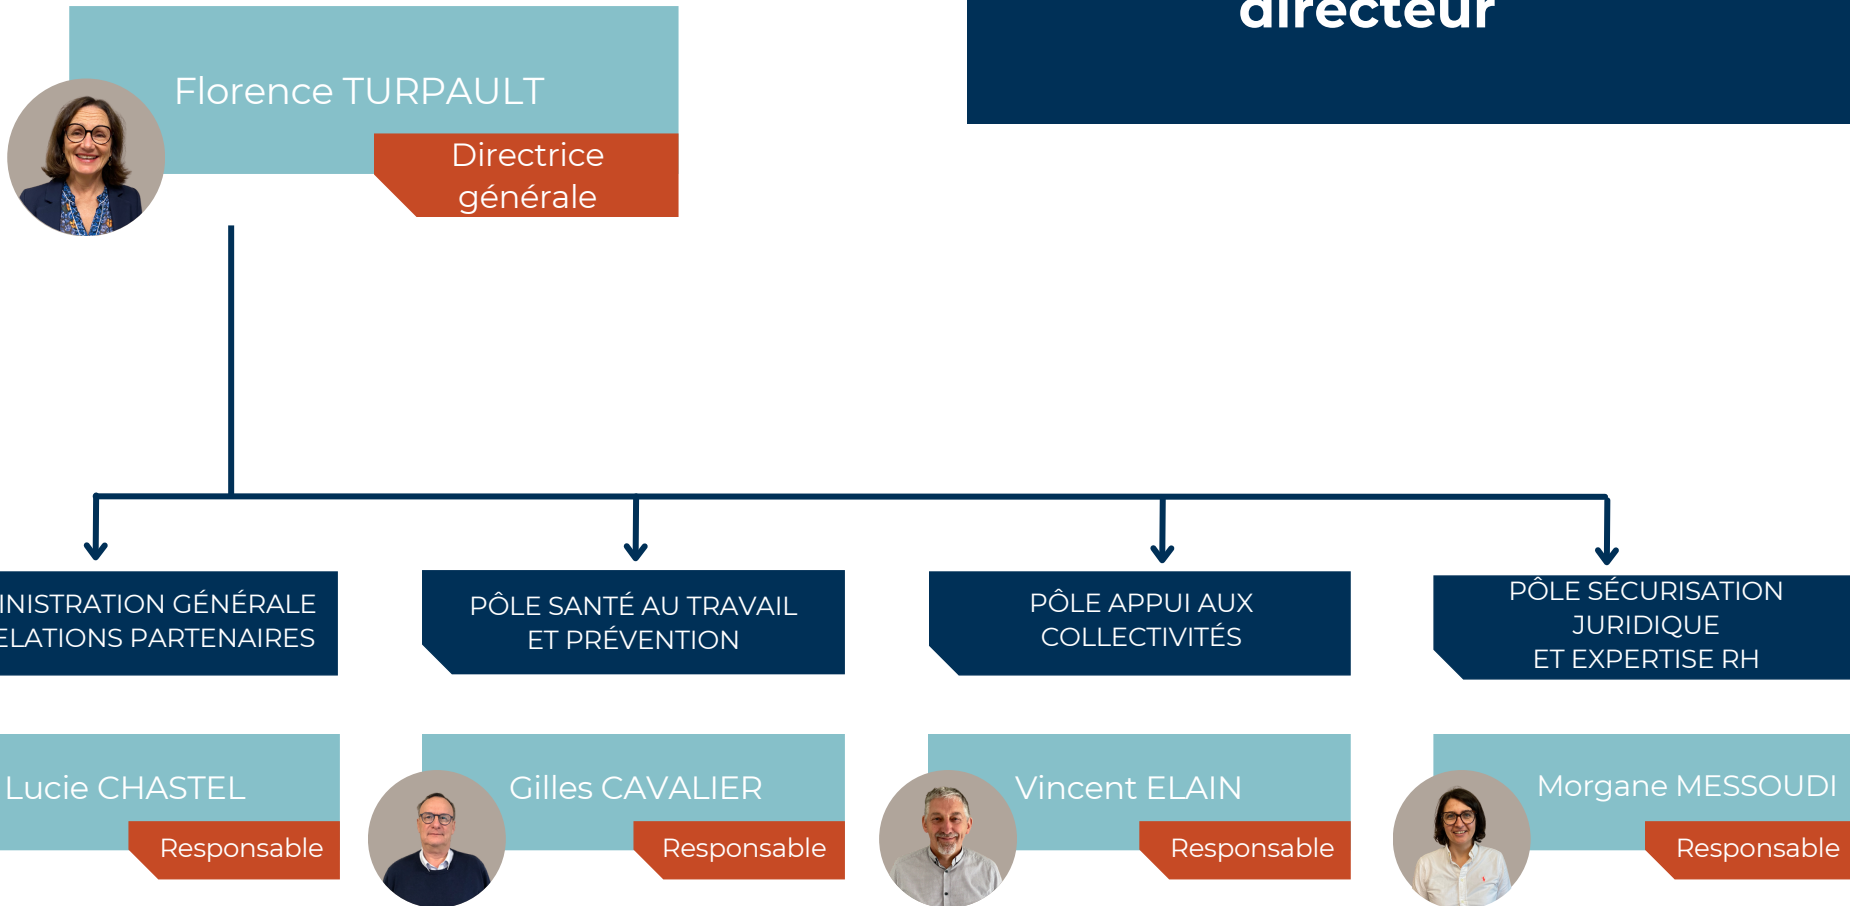 directeur
Florence TURPAULT
Directrice
générale
INISTRATION GÉNÉRALE
ELATIONS PARTENAIRES
PÔLE SANTÉ AU TRAVAIL
ET PRÉVENTION
PÔLE APPUI AUX
COLLECTIVITÉS
PÔLE SÉCURISATION
JURIDIQUE
ET EXPERTISE RH
Lucie CHASTEL
Responsable
Gilles CAVALIER
Responsable
Vincent ELAIN
Responsable
Morgane MESSOUDI
Responsable